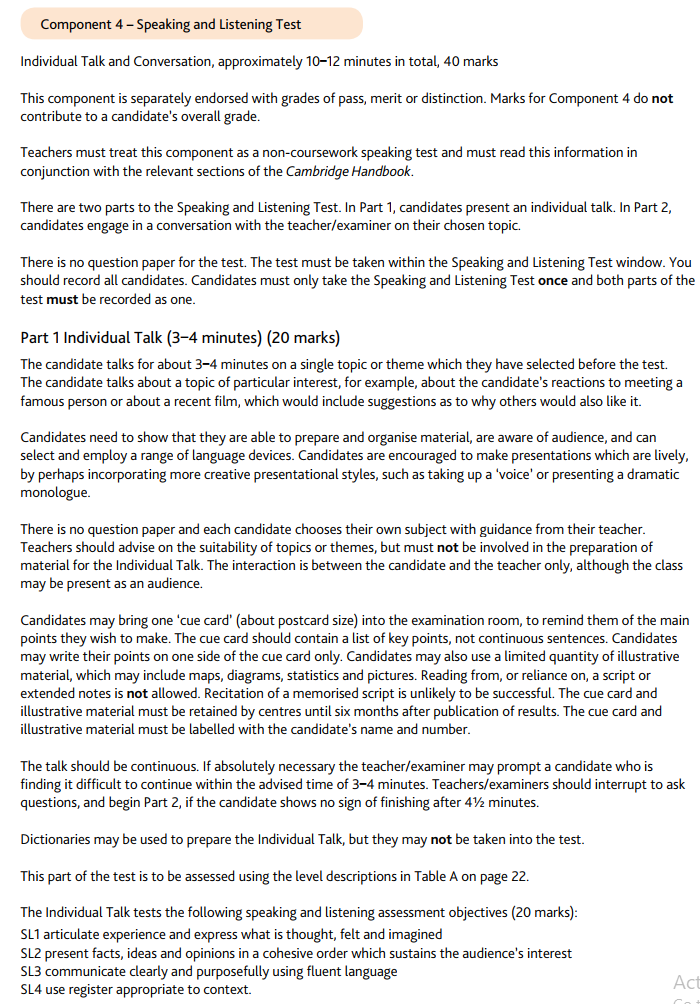 Component 4 – Speaking and Listening Test
Individual Talk and Conversation, approximately 10–12 minutes in total, 40 marks
This component is separately endorsed with grades of pass, merit or distinction. Marks for Component 4 do not
contribute to a candidate's overall grade.
Teachers must treat this component as a non-coursework speaking test and must read this information in
conjunction with the relevant sections of the Cambridge Handbook.
There are two parts to the Speaking and Listening Test. In Part 1, candidates present an individual talk. In Part 2,
candidates engage in a conversation with the teacher/examiner on their chosen topic.
There is no question paper for the test. The test must be taken within the Speaking and Listening Test window. You
should record all candidates. Candidates must only take the Speaking and Listening Test once and both parts of the
test must be recorded as one.
Part 1 Individual Talk (3–4 minutes) (20 marks)
The candidate talks for about 3–4 minutes on a single topic or theme which they have selected before the test.
The candidate talks about a topic of particular interest, for example, about the candidate's reactions to meeting a
famous person or about a recent film, which would include suggestions as to why others would also like it.
Candidates need to show that they are able to prepare and organise material, are aware of audience, and can
select and employ a range of language devices. Candidates are encouraged to make presentations which are lively,
by perhaps incorporating more creative presentational styles, such as taking up a 'voice' or presenting a dramatic
monologue.
There is no question paper and each candidate chooses their own subject with guidance from their teacher.
Teachers should advise on the suitability of topics or themes, but must not be involved in the preparation of
material for the Individual Talk. The interaction is between the candidate and the teacher only, although the class
may be present as an audience.
Candidates may bring one 'cue card' (about postcard size) into the examination room, to remind them of the main
points they wish to make. The cue card should contain a list of key points, not continuous sentences. Candidates
may write their points on one side of the cue card only. Candidates may also use a limited quantity of illustrative
material, which may include maps, diagrams, statistics and pictures. Reading from, or reliance on, a script or
extended notes is not allowed. Recitation of a memorised script is unlikely to be successful. The cue card and
illustrative material must be retained by centres until six months after publication of results. The cue card and
illustrative material must be labelled with the candidate's name and number.
The talk should be continuous. If absolutely necessary the teacher/examiner may prompt a candidate who is
finding it difficult to continue within the advised time of 3–4 minutes. Teachers/examiners should interrupt to ask
questions, and begin Part 2, if the candidate shows no sign of finishing after 4½ minutes.
Dictionaries may be used to prepare the Individual Talk, but they may not be taken into the test.
This part of the test is to be assessed using the level descriptions in Table A on page 22.
The Individual Talk tests the following speaking and listening assessment objectives (20 marks):
SL1 articulate experience and express what is thought, felt and imagined
SL2 present facts, ideas and opinions in a cohesive order which sustains the audience's interest
SL3 communicate clearly and purposefully using fluent language
SL4 use register appropriate to context.
Act